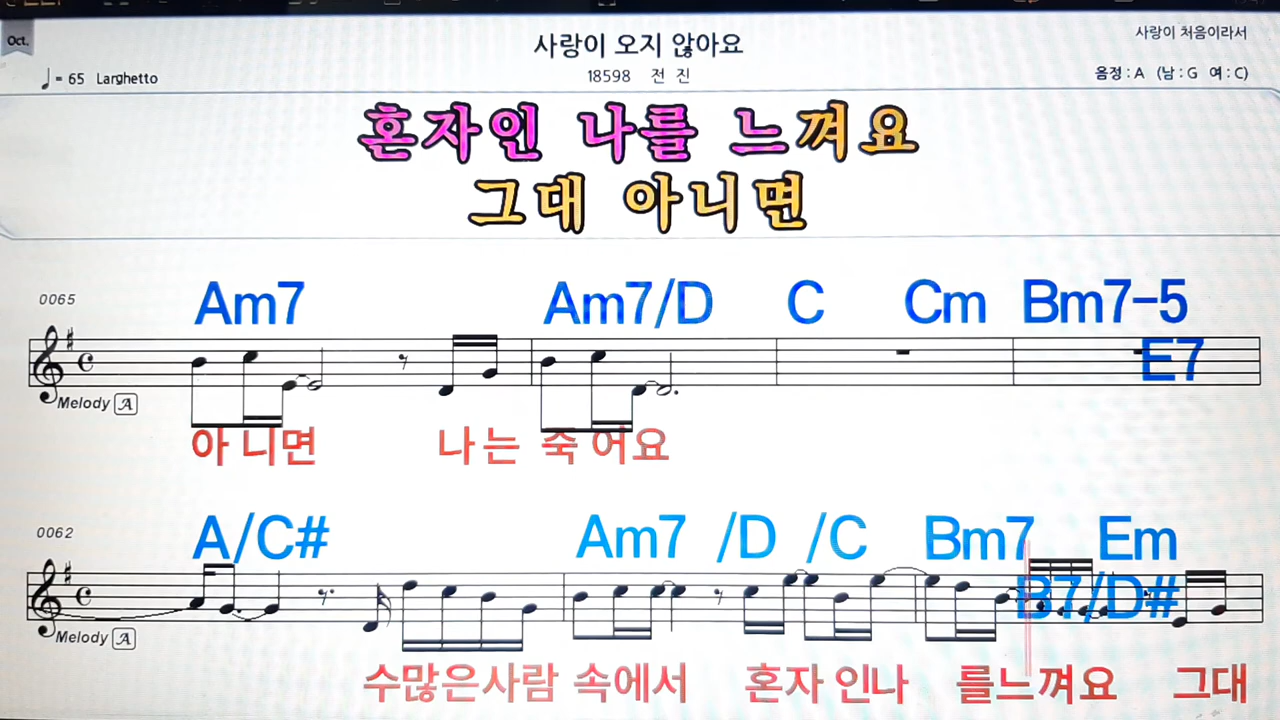 Oct.
사랑이 오지 않아요
사랑이 처음이라서
♩= 65 Larghetto
18598 전 진
음정 : A (남 : G 여 : C)
혼자인 나를 느껴요
그대 아니면
0065
Am7 Am7/D C Cm Bm7-5
E7
Melody A
아 니면 나 는 죽 어요
0062
A/C# Am7 /D /C Bm7 Em
B7/D#
Melody A
수많은사람 속에서 혼자 인나 를느껴요 그대